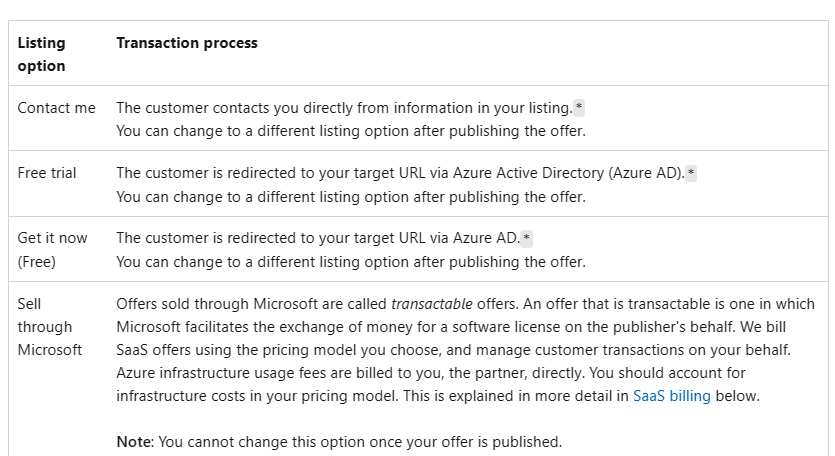 Listing option
Transaction process
Contact me
The customer contacts you directly from information in your listing.*
You can change to a different listing option after publishing the offer.
Free trial
The customer is redirected to your target URL via Azure Active Directory (Azure AD).*
You can change to a different listing option after publishing the offer.
Get it now (Free)
The customer is redirected to your target URL via Azure AD.*
You can change to a different listing option after publishing the offer.
Sell through Microsoft
Offers sold through Microsoft are called transactable offers. An offer that is transactable is one in which
Microsoft facilitates the exchange of money for a software license on the publisher's behalf. We bill
SaaS offers using the pricing model you choose, and manage customer transactions on your behalf.
Azure infrastructure usage fees are billed to you, the partner, directly. You should account for
infrastructure costs in your pricing model. This is explained in more detail in SaaS billing below.
Note: You cannot change this option once your offer is published.